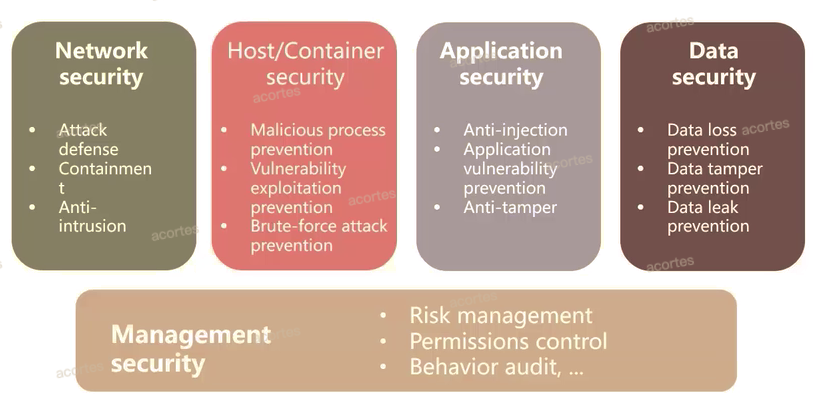 Network
security
• Attack
defense
• Containmen
t
• Anti-
intrusion
Host/Container
security
• Malicious process
prevention
• Vulnerability
exploitation
prevention
• Brute-force attack
prevention
Application
security
• Anti-injection
• Application
vulnerability
prevention
• Anti-tamper
Data
security
• Data loss
prevention
• Data tamper
prevention
• Data leak
prevention
Management
security
• Risk management
• Permissions control
• Behavior audit, ...
acortes
acortes
acortes
acortes
acortes
acortes
acortes
acortes
acortes